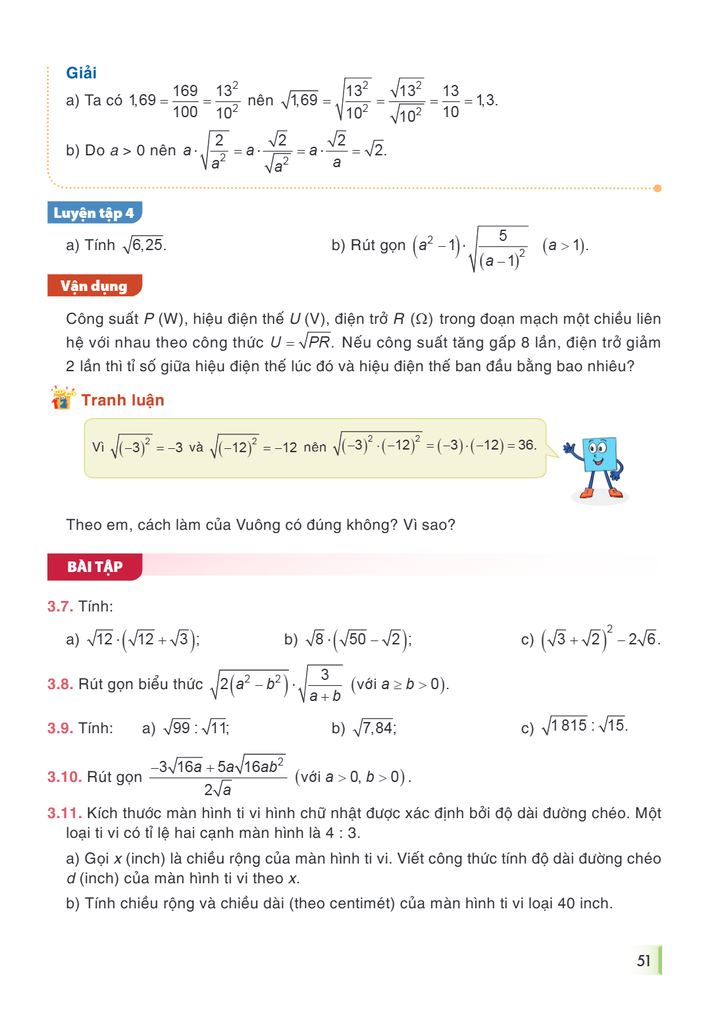 Giải
a) Ta có 1,69 = 169/100 = 13²/10² nên √1,69 = √(13²/10²) = √13²/√10² = 13/10 = 1,3.
b) Do a > 0 nên a · √(2/a²) = a · √2/√a² = a · √2/a = √2.
Luyện tập 4
a) Tính √6,25. b) Rút gọn (a² − 1) · √(5/(a − 1)²) (a > 1).
Vận dụng
Công suất P (W), hiệu điện thế U (V), điện trở R (Ω) trong đoạn mạch một chiều liên
hệ với nhau theo công thức U = √PR. Nếu công suất tăng gấp 8 lần, điện trở giảm
2 lần thì tỉ số giữa hiệu điện thế lúc đó và hiệu điện thế ban đầu bằng bao nhiêu?
Tranh luận
Vì √(−3)² = −3 và √(−12)² = −12 nên √((−3)² · (−12)²) = (−3) · (−12) = 36.
Theo em, cách làm của Vuông có đúng không? Vì sao?
BÀI TẬP
3.7. Tính:
a) √12 · (√12 + √3); b) √8 · (√50 − √2); c) (√3 + √2)² − 2√6.
3.8. Rút gọn biểu thức √(2(a² − b²)) · √(3/(a + b)) (với a ≥ b > 0).
3.9. Tính: a) √99 : √11; b) √7,84; c) √1 815 : √15.
3.10. Rút gọn (−3√16a + 5a√16ab²)/(2√a) (với a > 0, b > 0).
3.11. Kích thước màn hình ti vi hình chữ nhật được xác định bởi độ dài đường chéo. Một
loại ti vi có tỉ lệ hai cạnh màn hình là 4 : 3.
a) Gọi x (inch) là chiều rộng của màn hình ti vi. Viết công thức tính độ dài đường chéo
d (inch) của màn hình ti vi theo x.
b) Tính chiều rộng và chiều dài (theo centimét) của màn hình ti vi loại 40 inch.
51